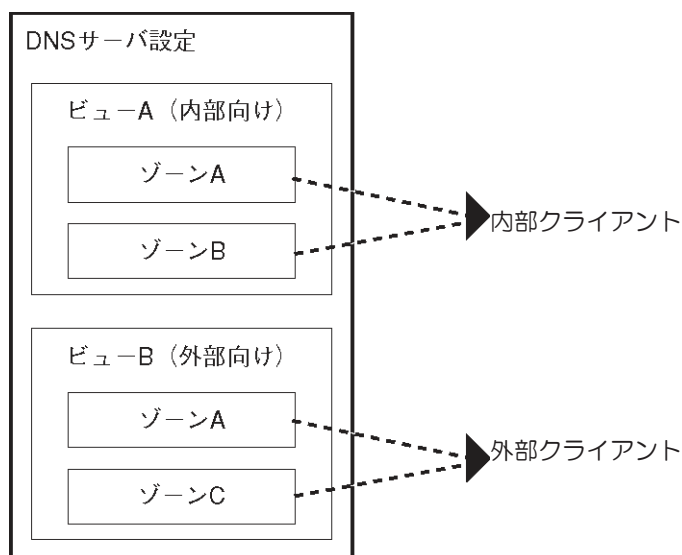 DNSサーバ設定
ビューA（内部向け）
ゾーンA
ゾーンB
内部クライアント
ビューB（外部向け）
ゾーンA
ゾーンC
外部クライアント